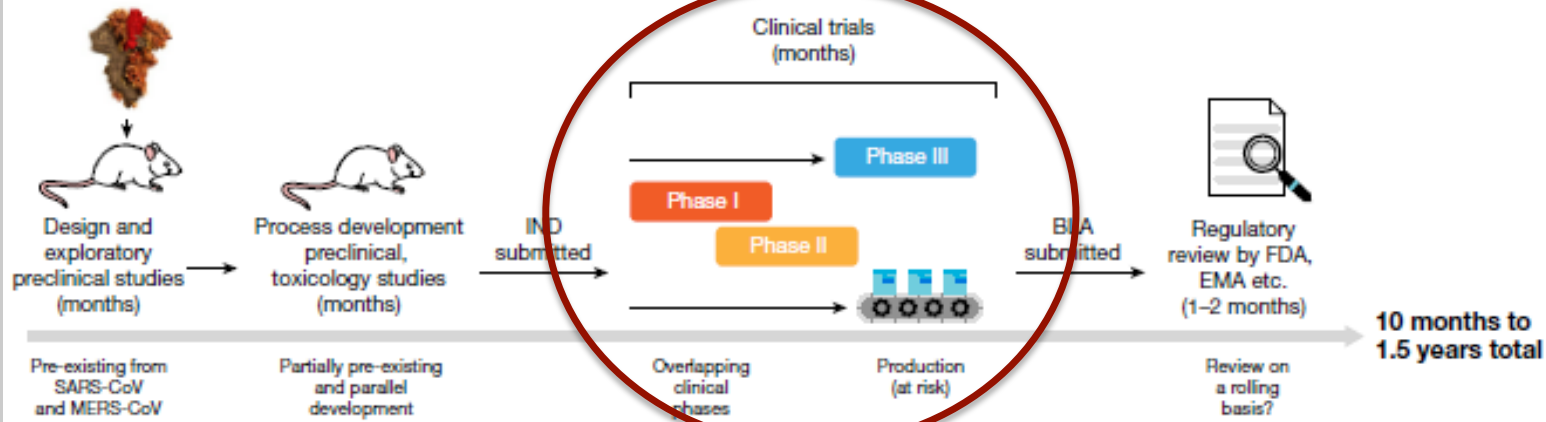 Clinical trials
(months)
Phase III
Phase I
Phase II
Design and
exploratory
preclinical studies
(months)
Process development
preclinical,
toxicology studies
(months)
IND
submitted
BLA
submitted
Regulatory
review by FDA,
EMA etc.
(1–2 months)
10 months to
1.5 years total
Pre-existing from
SARS-CoV
and MERS-CoV
Partially pre-existing
and parallel
development
Overlapping
clinical
phases
Production
(at risk)
Review on
a rolling
basis?